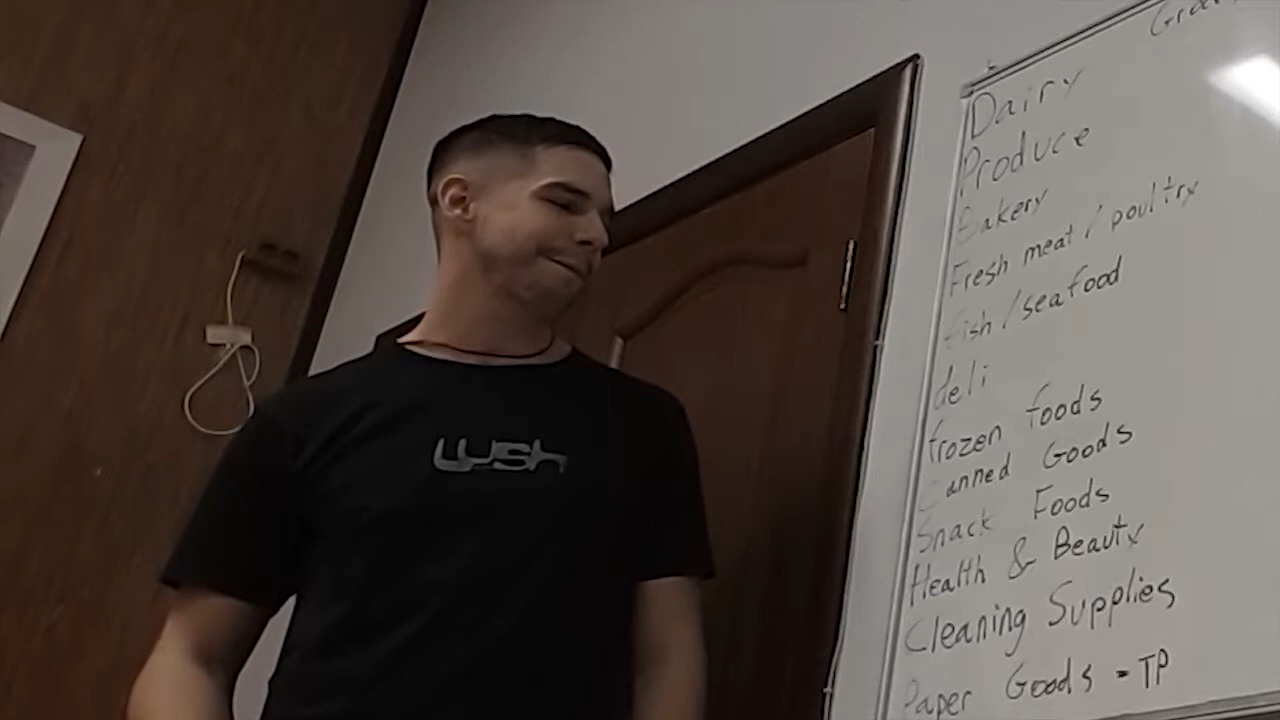 Dairy
Produce
Bakery
Fresh meat / poultry
fish / seafood
deli
frozen foods
Canned Goods
Snack Foods
Health & Beauty
Cleaning Supplies
Paper Goods - TP